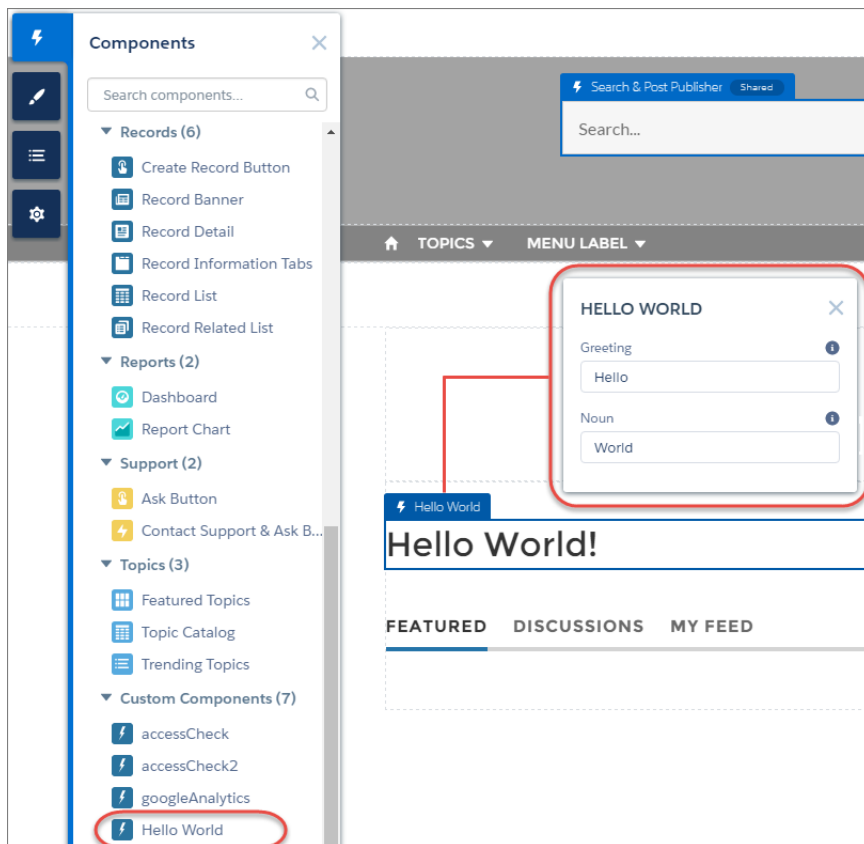 Components
Search components...
Records (6)
Create Record Button
Record Banner
Record Detail
Record Information Tabs
Record List
Record Related List
Reports (2)
Dashboard
Report Chart
Support (2)
Ask Button
Contact Support & Ask B...
Topics (3)
Featured Topics
Topic Catalog
Trending Topics
Custom Components (7)
accessCheck
accessCheck2
googleAnalytics
Hello World
Search & Post Publisher Shared
Search...
TOPICS MENU LABEL
HELLO WORLD
Greeting
Hello
Noun
World
Hello World
Hello World!
FEATURED DISCUSSIONS MY FEED